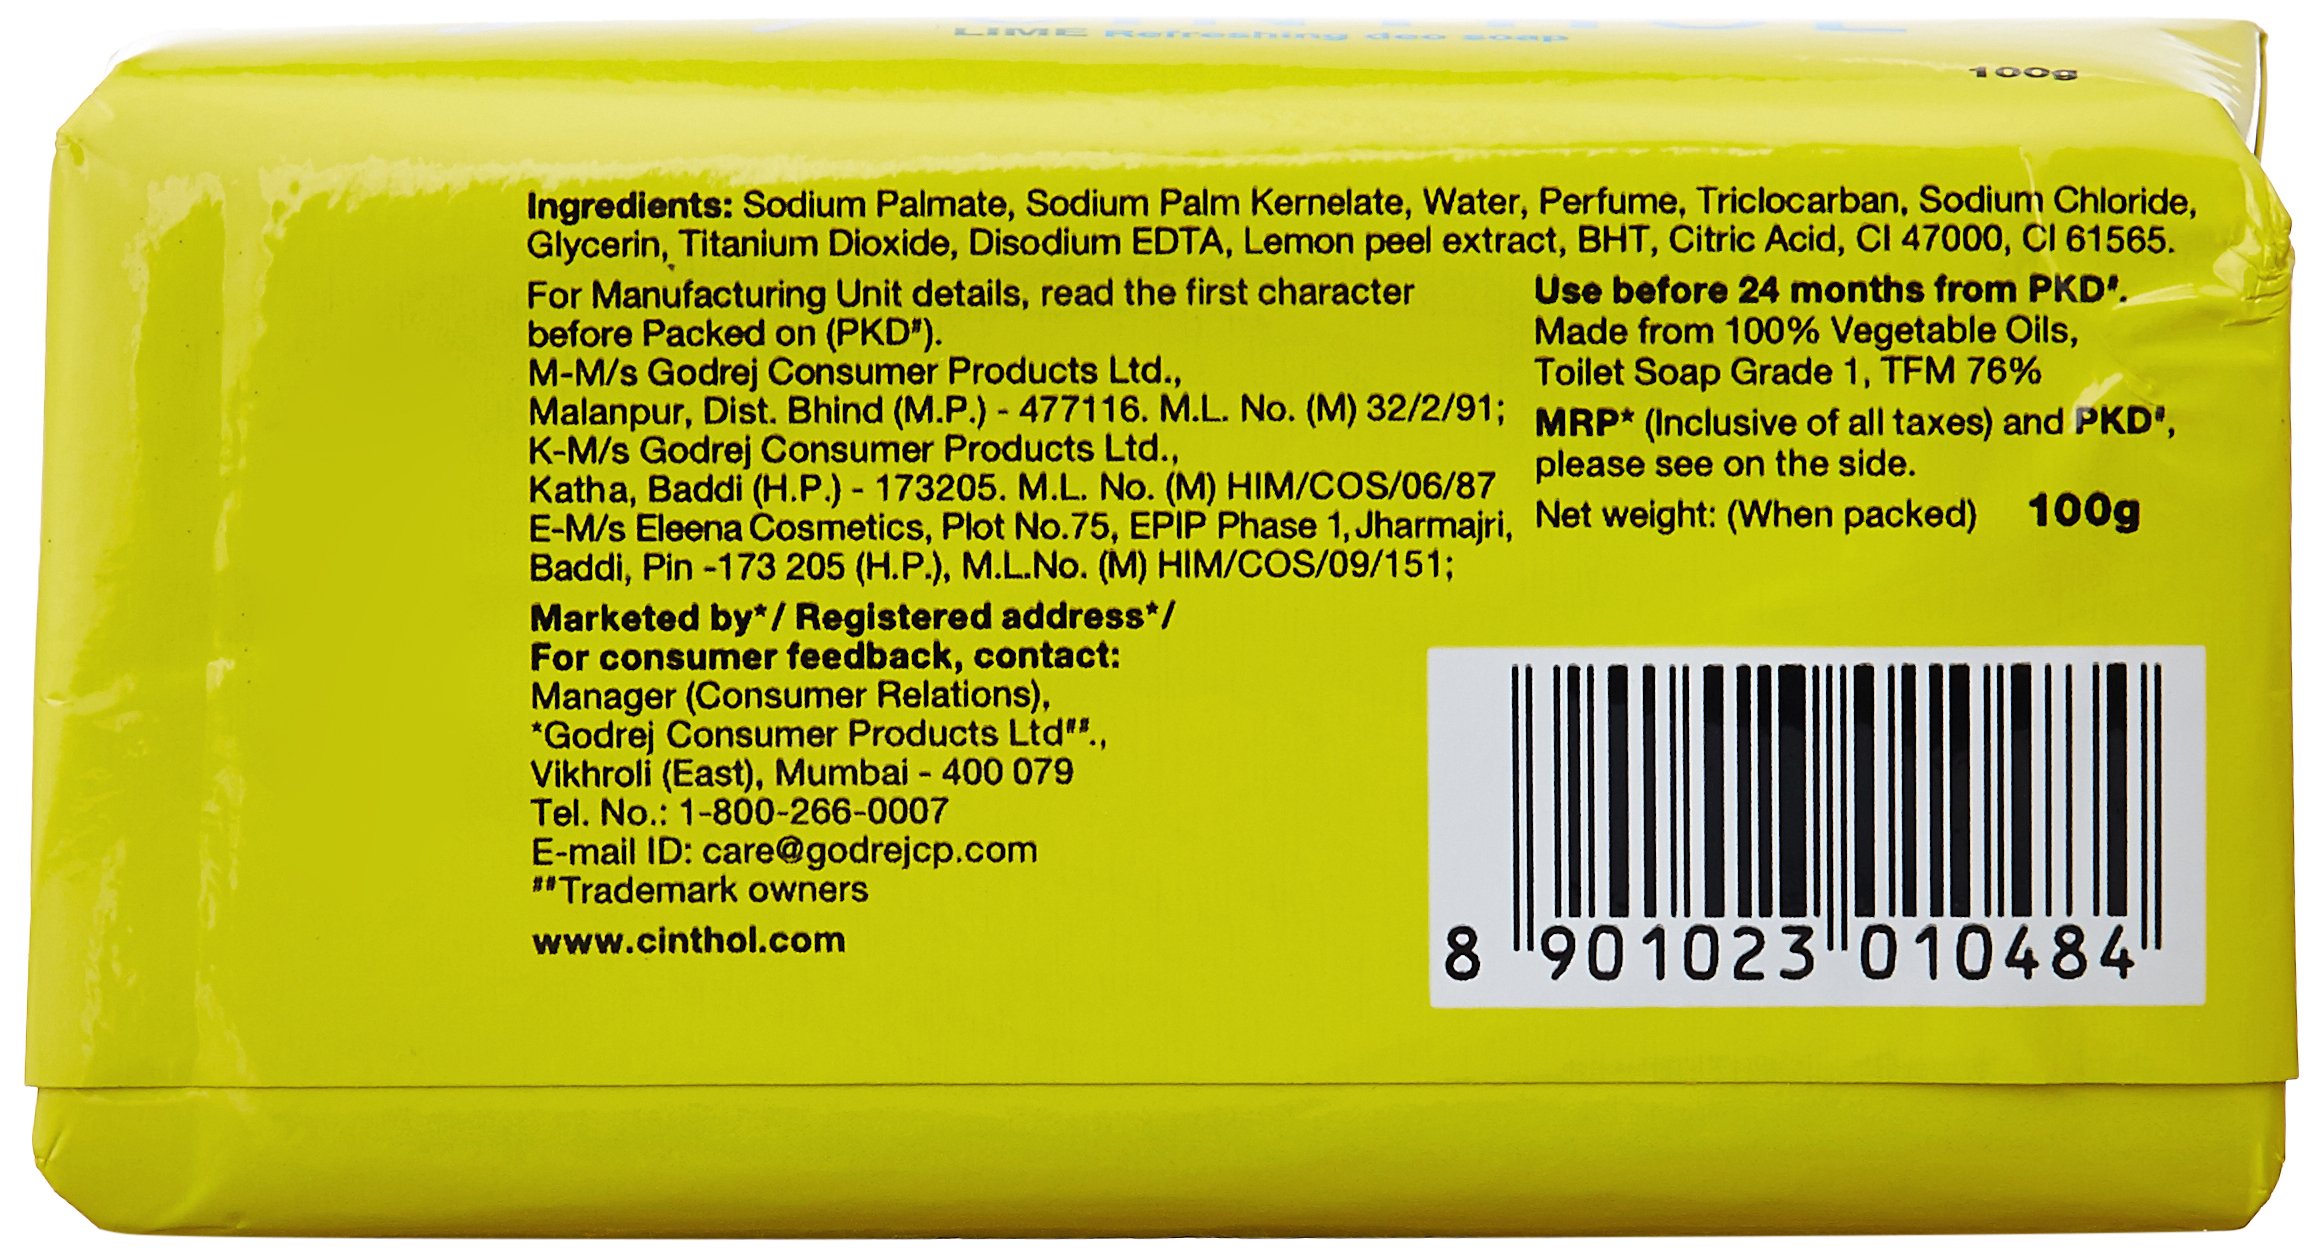 LIME Refreshing deo soap
100g
Ingredients: Sodium Palmate, Sodium Palm Kernelate, Water, Perfume, Triclocarban, Sodium Chloride,
Glycerin, Titanium Dioxide, Disodium EDTA, Lemon peel extract, BHT, Citric Acid, CI 47000, CI 61565.
For Manufacturing Unit details, read the first character
before Packed on (PKD#).
M-M/s Godrej Consumer Products Ltd.,
Malanpur, Dist. Bhind (M.P.) - 477116. M.L. No. (M) 32/2/91;
K-M/s Godrej Consumer Products Ltd.,
Katha, Baddi (H.P.) - 173205. M.L. No. (M) HIM/COS/06/87
E-M/s Eleena Cosmetics, Plot No.75, EPIP Phase 1, Jharmajri,
Baddi, Pin -173 205 (H.P.), M.L.No. (M) HIM/COS/09/151;
Marketed by*/ Registered address*/
For consumer feedback, contact:
Manager (Consumer Relations),
*Godrej Consumer Products Ltd##.,
Vikhroli (East), Mumbai - 400 079
Tel. No.: 1-800-266-0007
E-mail ID: care@godrejcp.com
##Trademark owners
www.cinthol.com
Use before 24 months from PKD#.
Made from 100% Vegetable Oils,
Toilet Soap Grade 1, TFM 76%
MRP* (Inclusive of all taxes) and PKD#,
please see on the side.
Net weight: (When packed) 100g
8 901023 010484